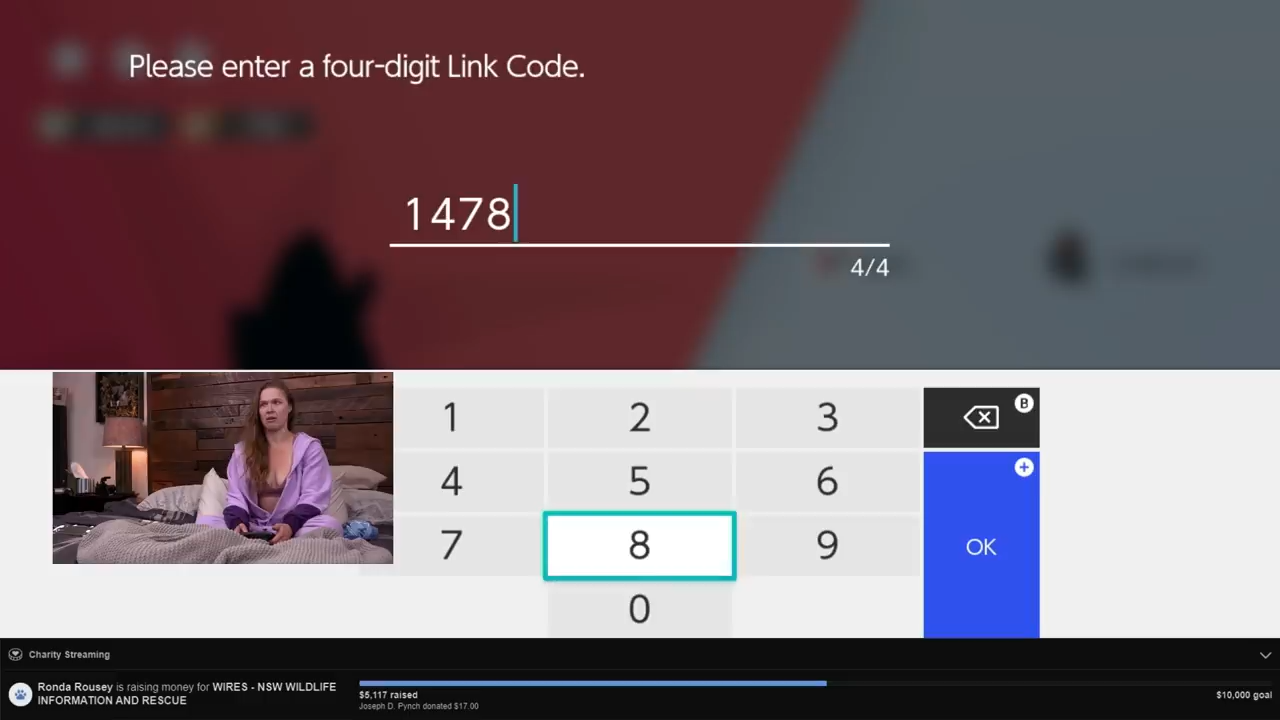 Please enter a four-digit Link Code.
1478
4/4
1 2 3
B
4 5 6
+
7 8 9
OK
0
Charity Streaming
Ronda Rousey is raising money for WIRES - NSW WILDLIFE
INFORMATION AND RESCUE
$5,117 raised
$10,000 goal
Joseph D. Pynch donated $17.00